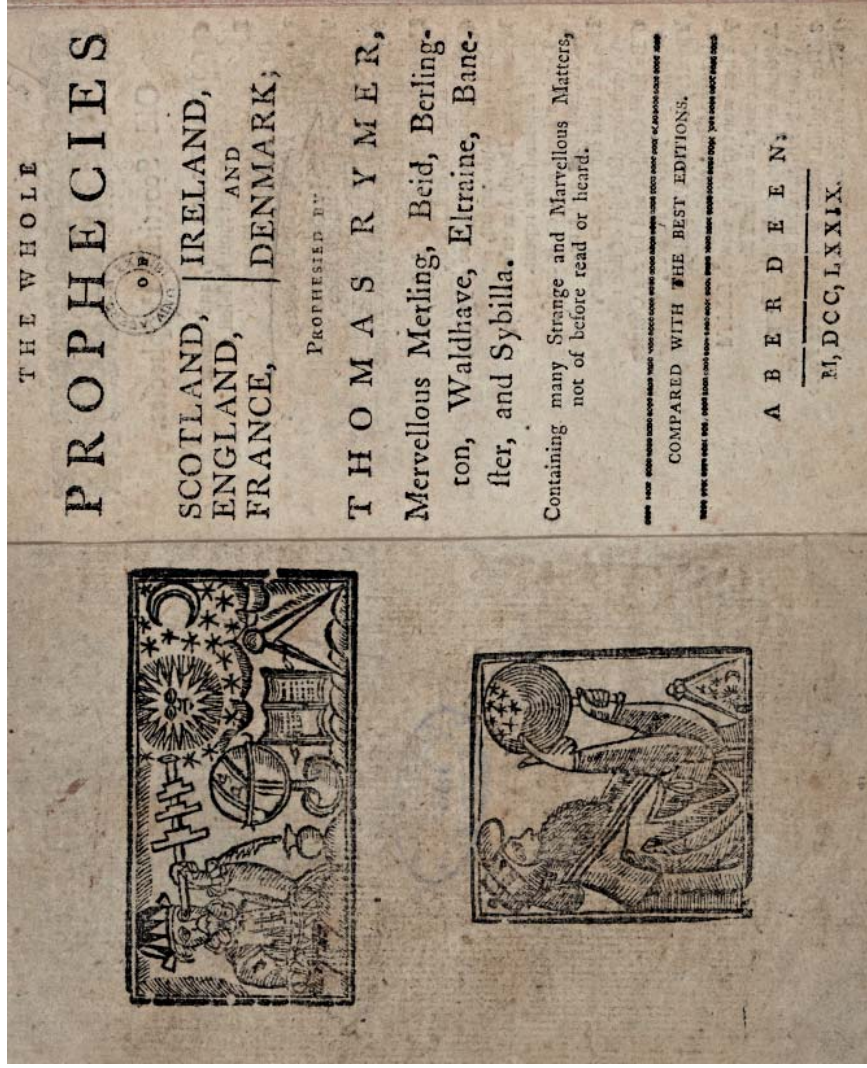 THE WHOLE
PROPHECIES
OF
SCOTLAND,
ENGLAND,
FRANCE,
IRELAND,
AND
DENMARK;
PROPHESIED BY
THOMAS RYMER,
Mervellous Merling, Beid, Berling-
ton, Waldhave, Eltraine, Bane-
ſter, and Sybilla.
Containing many Strange and Marvellous Matters,
not of before read or heard.
COMPARED WITH THE BEST EDITIONS.
ABERDEEN:
M,DCC,LXXIX.